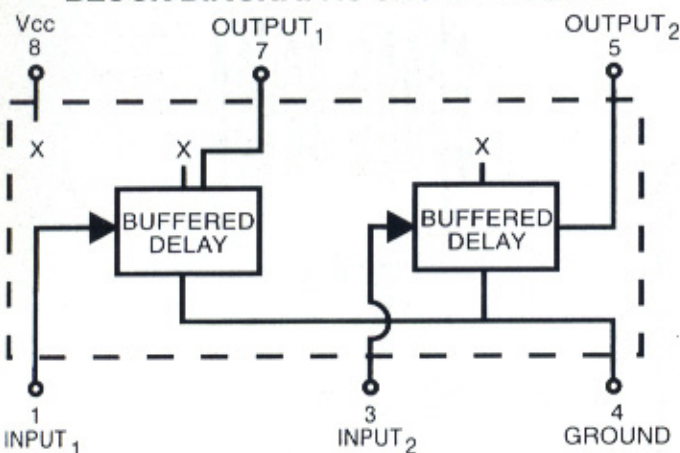 Vcc
8
OUTPUT1
7
OUTPUT2
5
X
X
X
BUFFERED
DELAY
BUFFERED
DELAY
1
INPUT1
3
INPUT2
4
GROUND